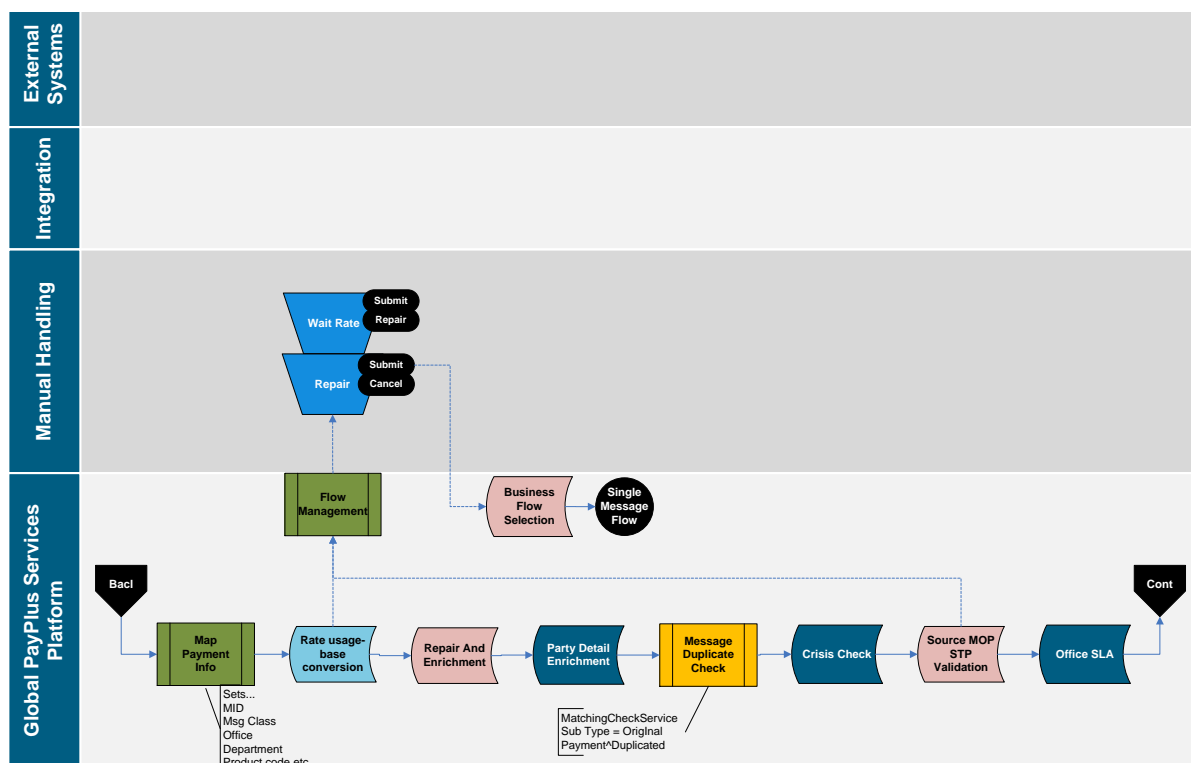 External
Systems
Integration
Manual Handling
Wait Rate
Submit
Repair
Repair
Submit
Cancel
Global PayPlus Services
Platform
Flow
Management
Business
Flow
Selection
Single
Message
Flow
Bacl
Cont
Map
Payment
Info
Rate usage-
base
conversion
Repair And
Enrichment
Party Detail
Enrichment
Message
Duplicate
Check
Crisis Check
Source MOP
STP
Validation
Office SLA
Sets...
MID
Msg Class
Office
Department
Product code etc
MatchingCheckService
Sub Type = OrigInal
Payment^Duplicated